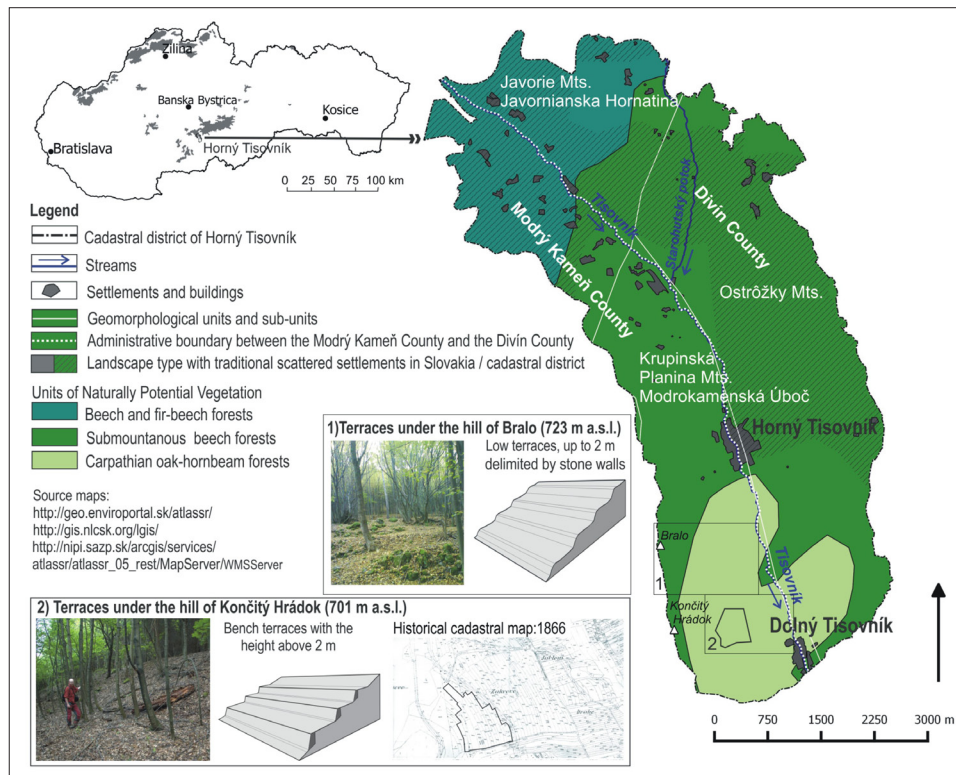 Zilina
Banska Bystrica
Kosice
Bratislava
Horný Tisovník
0 25 50 75 100 km
Legend
Cadastral district of Horný Tisovník
Streams
Settlements and buildings
Geomorphological units and sub-units
Administrative boundary between the Modrý Kameň County and the Divín County
Landscape type with traditional scattered settlements in Slovakia / cadastral district
Units of Naturally Potential Vegetation
Beech and fir-beech forests
Submountanous beech forests
Carpathian oak-hornbeam forests
Source maps:
http://geo.enviroportal.sk/atlassr/
http://gis.nlcsk.org/lgis/
http://nipi.sazp.sk/arcgis/services/
atlassr/atlassr_05_rest/MapServer/WMSServer
Javorie Mts.
Javornianska Hornatina
Tisovník
Starohutský potok
Divín County
Modrý Kameň County
Ostrôžky Mts.
Krupinská
Planina Mts.
Modrokamenská Úboč
Horný Tisovník
Bralo
1
Tisovník
Končitý
Hrádok
2
Dolný Tisovník
0 750 1500 2250 3000 m
1)Terraces under the hill of Bralo (723 m a.s.l.)
Low terraces, up to 2 m
delimited by stone walls
2) Terraces under the hill of Končitý Hrádok (701 m a.s.l.)
Bench terraces with the
height above 2 m
Historical cadastral map:1866